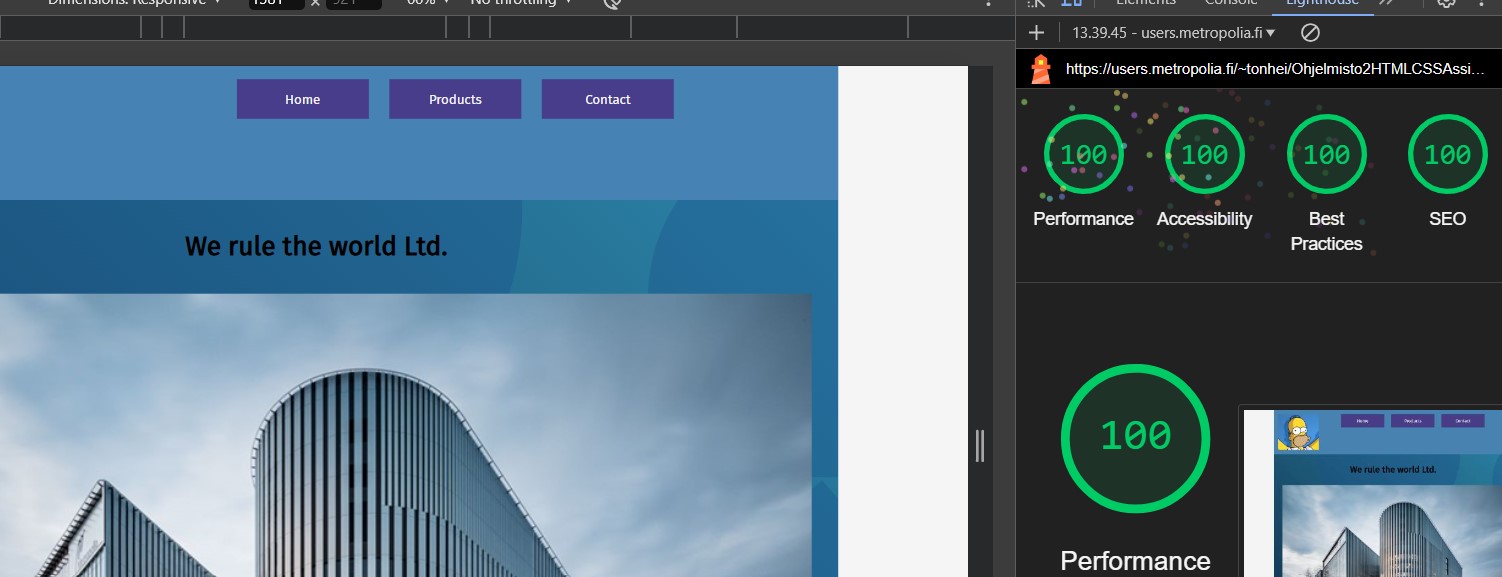 Dimensions: Responsive
1581 × 921 60% No throttling
Elements Console Lighthouse
13.39.45 - users.metropolia.fi
https://users.metropolia.fi/~tonhei/Ohjelmisto2HTMLCSSAssi...
Home Products Contact
100 100 100 100
Performance Accessibility Best Practices SEO
We rule the world Ltd.
100
Performance
Home Products Contact
We rule the world Ltd.